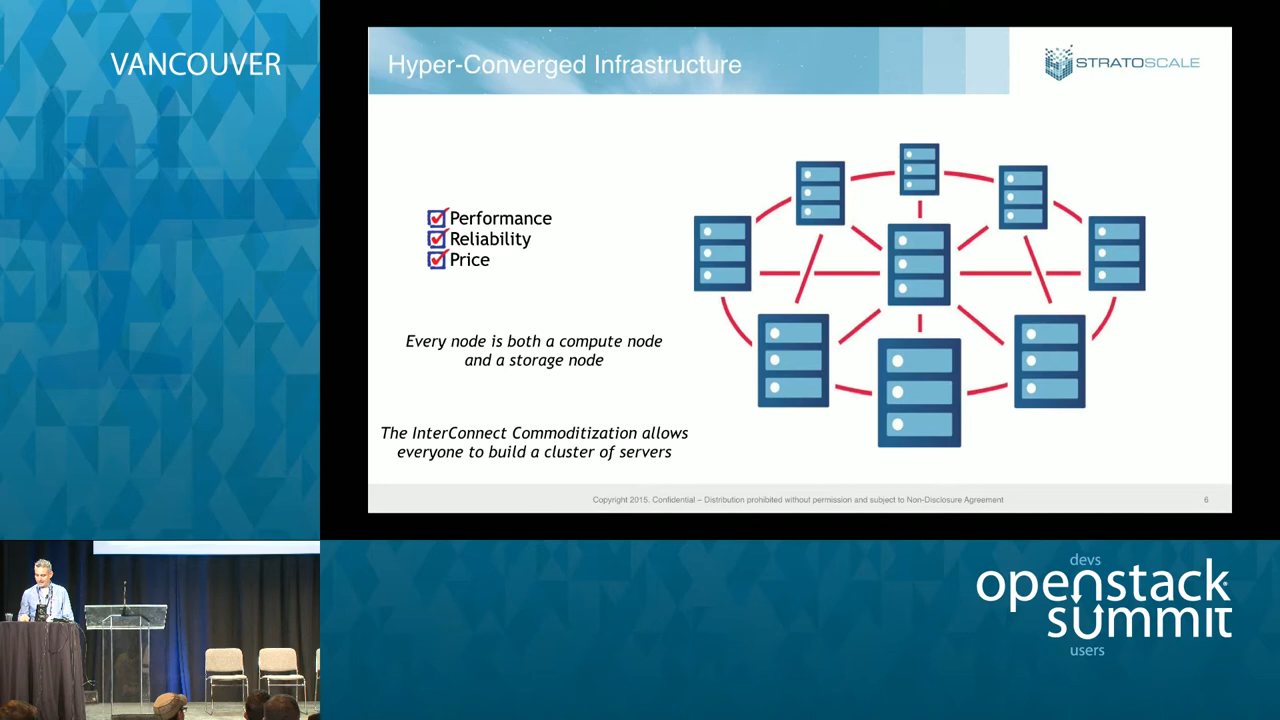 VANCOUVER
Hyper-Converged Infrastructure
STRATOSCALE
Performance
Reliability
Price
Every node is both a compute node
and a storage node
The InterConnect Commoditization allows
everyone to build a cluster of servers
Copyright 2015. Confidential – Distribution prohibited without permission and subject to Non-Disclosure Agreement
6
devs
openstack
summit
users